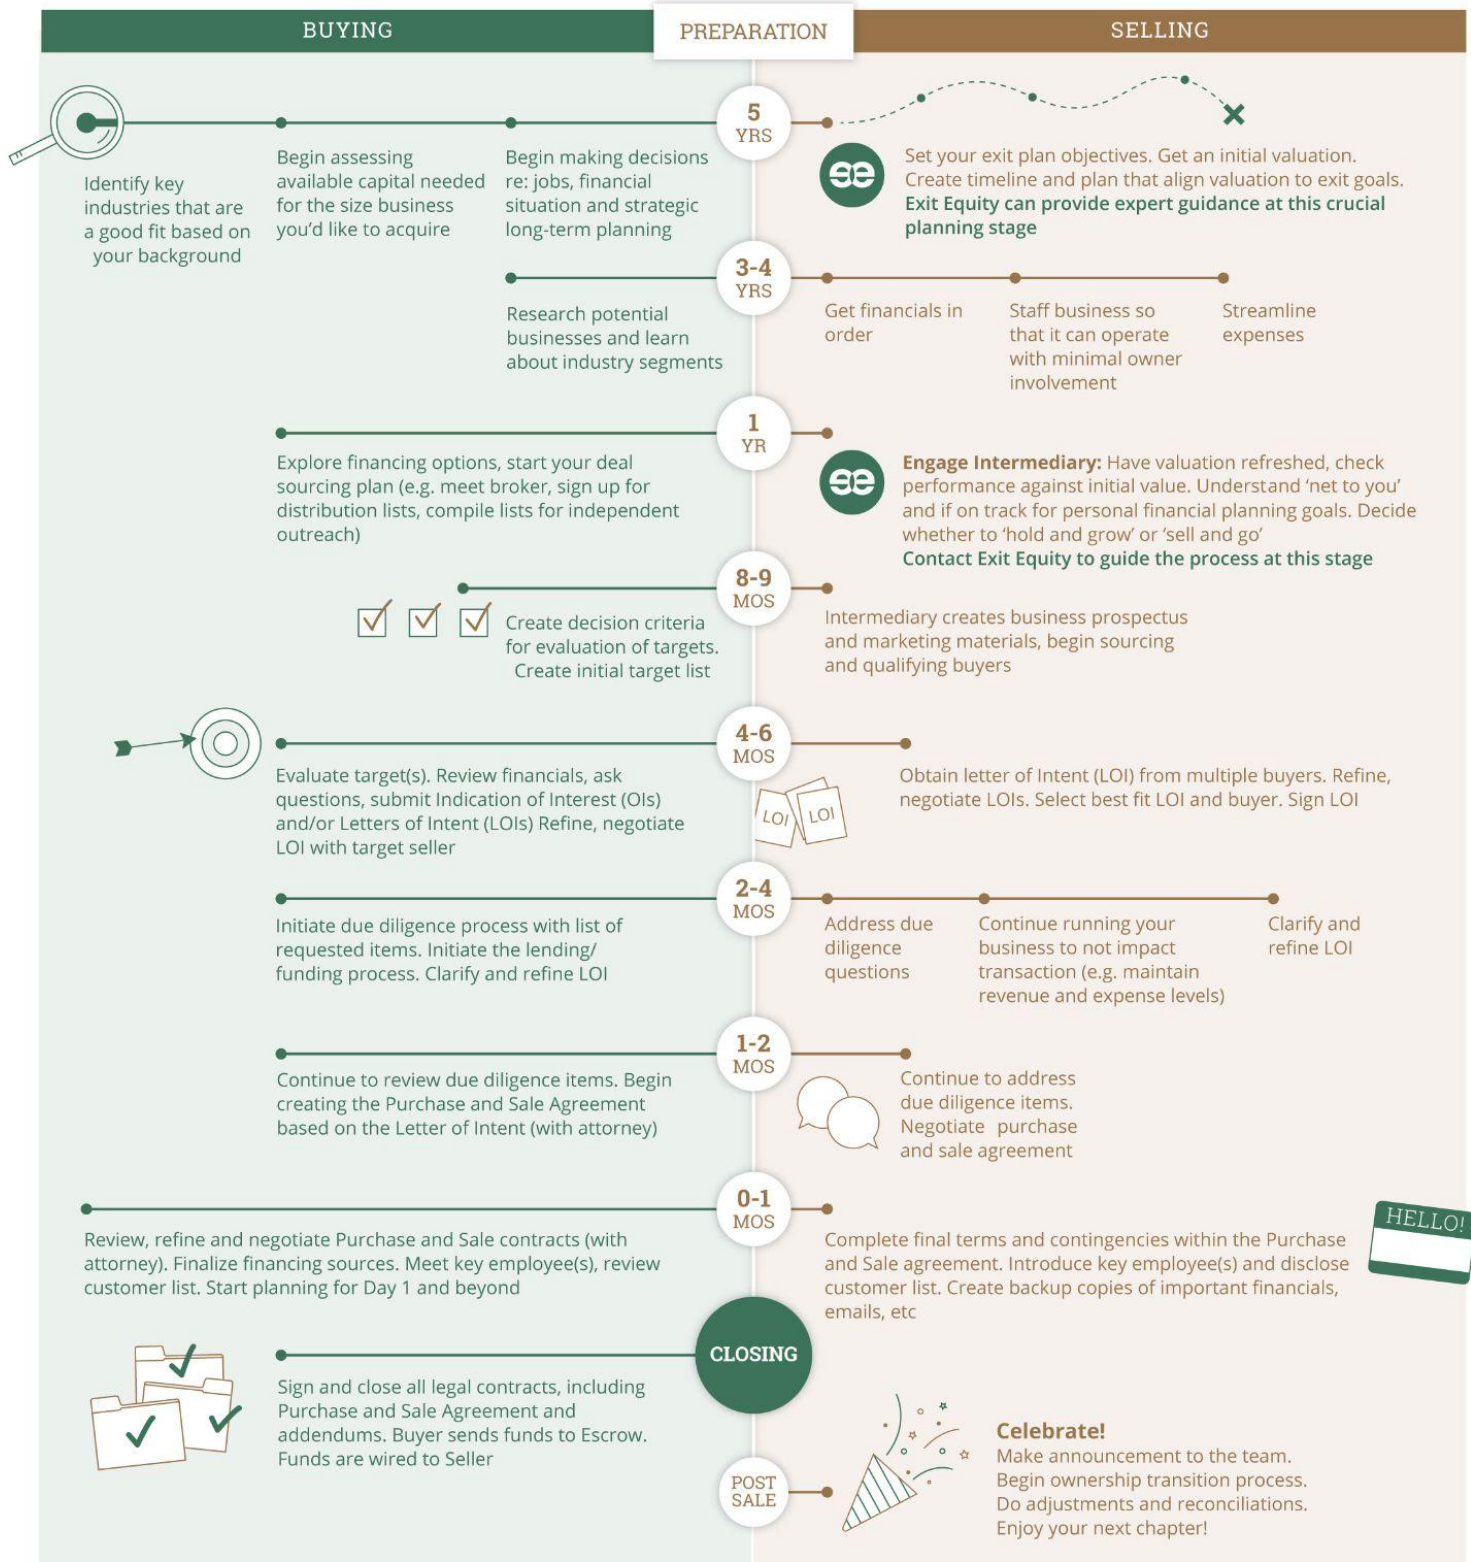 BUYING
PREPARATION
SELLING
5
YRS
Identify key
industries that are
a good fit based on
your background
Begin assessing
available capital needed
for the size business
you'd like to acquire
Begin making decisions
re: jobs, financial
situation and strategic
long-term planning
ee
Set your exit plan objectives. Get an initial valuation.
Create timeline and plan that align valuation to exit goals.
Exit Equity can provide expert guidance at this crucial
planning stage
3-4
YRS
Research potential
businesses and learn
about industry segments
Get financials in
order
Staff business so
that it can operate
with minimal owner
involvement
Streamline
expenses
1
YR
Explore financing options, start your deal
sourcing plan (e.g. meet broker, sign up for
distribution lists, compile lists for independent
outreach)
ee
Engage Intermediary: Have valuation refreshed, check
performance against initial value. Understand ‘net to you’
and if on track for personal financial planning goals. Decide
whether to ‘hold and grow’ or ‘sell and go’
Contact Exit Equity to guide the process at this stage
8-9
MOS
Create decision criteria
for evaluation of targets.
Create initial target list
Intermediary creates business prospectus
and marketing materials, begin sourcing
and qualifying buyers
4-6
MOS
Evaluate target(s). Review financials, ask
questions, submit Indication of Interest (OIs)
and/or Letters of Intent (LOIs) Refine, negotiate
LOI with target seller
LOI
LOI
Obtain letter of Intent (LOI) from multiple buyers. Refine,
negotiate LOIs. Select best fit LOI and buyer. Sign LOI
2-4
MOS
Initiate due diligence process with list of
requested items. Initiate the lending/
funding process. Clarify and refine LOI
Address due
diligence
questions
Continue running your
business to not impact
transaction (e.g. maintain
revenue and expense levels)
Clarify and
refine LOI
1-2
MOS
Continue to review due diligence items. Begin
creating the Purchase and Sale Agreement
based on the Letter of Intent (with attorney)
Continue to address
due diligence items.
Negotiate purchase
and sale agreement
0-1
MOS
Review, refine and negotiate Purchase and Sale contracts (with
attorney). Finalize financing sources. Meet key employee(s), review
customer list. Start planning for Day 1 and beyond
Complete final terms and contingencies within the Purchase
and Sale agreement. Introduce key employee(s) and disclose
customer list. Create backup copies of important financials,
emails, etc
HELLO!
CLOSING
Sign and close all legal contracts, including
Purchase and Sale Agreement and
addendums. Buyer sends funds to Escrow.
Funds are wired to Seller
POST
SALE
Celebrate!
Make announcement to the team.
Begin ownership transition process.
Do adjustments and reconciliations.
Enjoy your next chapter!